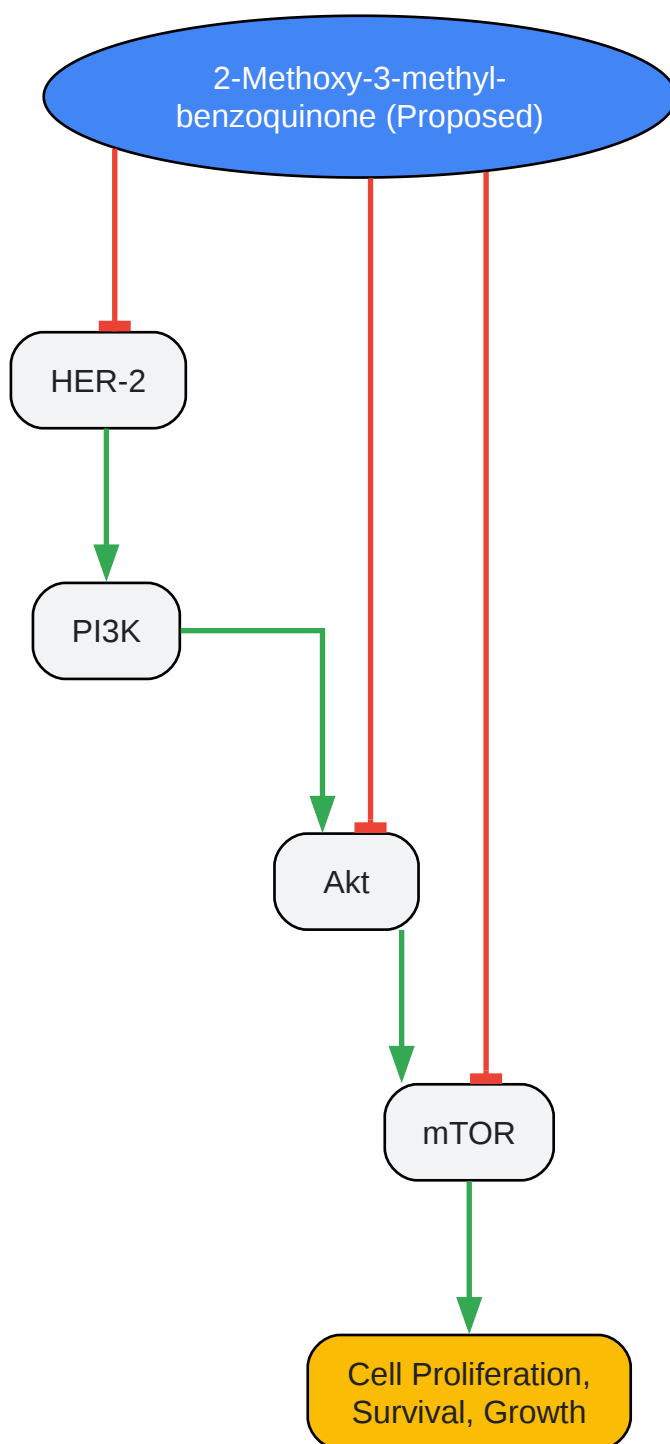 2-Methoxy-3-methyl-
benzoquinone (Proposed)
HER-2
PI3K
Akt
mTOR
Cell Proliferation,
Survival, Growth